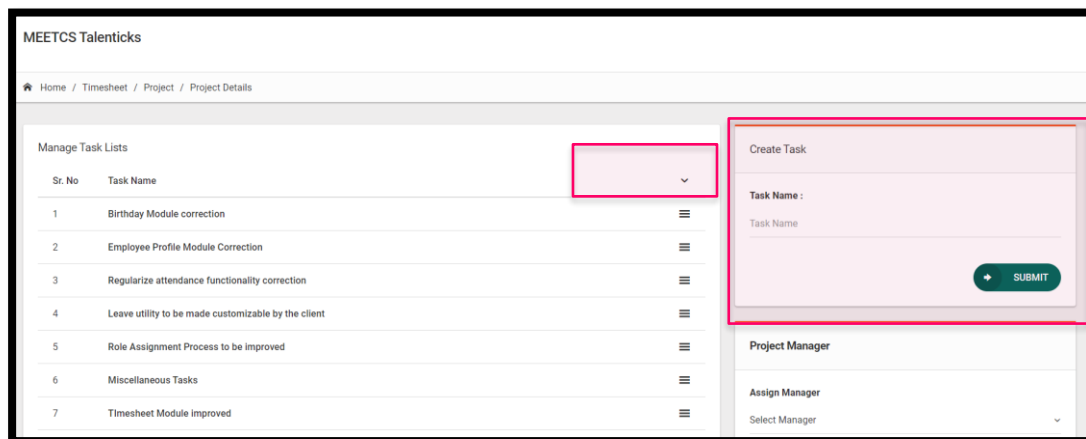 MEETCS Talenticks
Home / Timesheet / Project / Project Details
Manage Task Lists
Sr. No Task Name
1 Birthday Module correction
2 Employee Profile Module Correction
3 Regularize attendance functionality correction
4 Leave utility to be made customizable by the client
5 Role Assignment Process to be improved
6 Miscellaneous Tasks
7 TImesheet Module improved
Create Task
Task Name :
Task Name
SUBMIT
Project Manager
Assign Manager
Select Manager